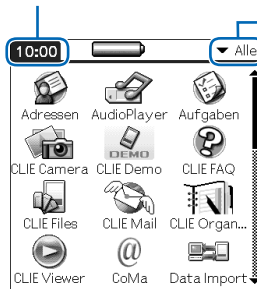 10:00 Alle
Adressen AudioPlayer Aufgaben
DEMO
CLIE Camera CLIE Demo CLIE FAQ
CLIE Files CLIE Mail CLIE Organ...
CLIE Viewer CoMa Data Import